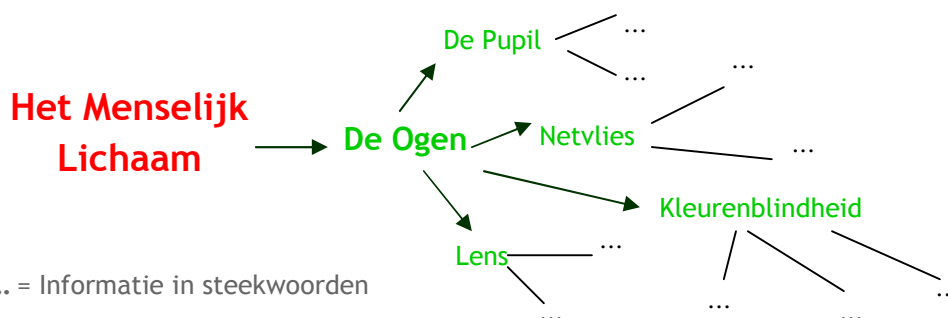 De Pupil
...
...
...
Het Menselijk
Lichaam
De Ogen
Netvlies
...
Kleurenblindheid
Lens
...
.. = Informatie in steekwoorden
...
...
...
..